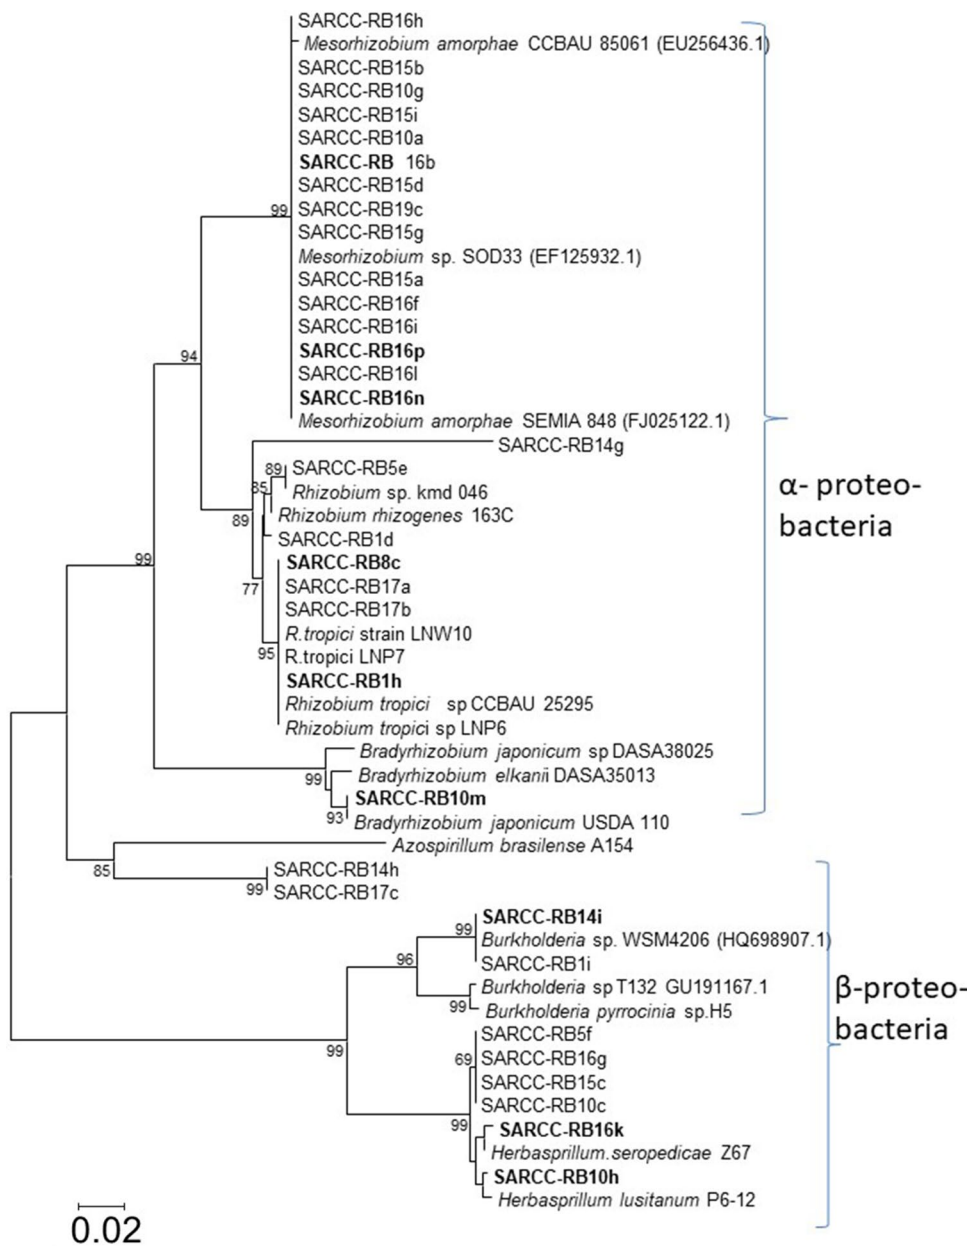 SARCC-RB16h
Mesorhizobium amorphae CCBAU 85061 (EU256436.1)
SARCC-RB15b
SARCC-RB10g
SARCC-RB15i
SARCC-RB10a
SARCC-RB 16b
SARCC-RB15d
SARCC-RB19c
99
SARCC-RB15g
Mesorhizobium sp. SOD33 (EF125932.1)
SARCC-RB15a
SARCC-RB16f
SARCC-RB16i
94
SARCC-RB16p
SARCC-RB16l
SARCC-RB16n
Mesorhizobium amorphae SEMIA 848 (FJ025122.1)
SARCC-RB14g
89
SARCC-RB5e
85
Rhizobium sp. kmd 046
Rhizobium rhizogenes 163C
89
SARCC-RB1d
99
SARCC-RB8c
77
SARCC-RB17a
SARCC-RB17b
R.tropici strain LNW10
95
R.tropici LNP7
SARCC-RB1h
Rhizobium tropici sp CCBAU 25295
Rhizobium tropici sp LNP6
Bradyrhizobium japonicum sp DASA38025
99
Bradyrhizobium elkanii DASA35013
SARCC-RB10m
93
Bradyrhizobium japonicum USDA 110
Azospirillum brasilense A154
85
SARCC-RB14h
99
SARCC-RB17c
SARCC-RB14i
99
Burkholderia sp. WSM4206 (HQ698907.1)
96
SARCC-RB1i
Burkholderia sp T132 GU191167.1
99
Burkholderia pyrrocinia sp.H5
SARCC-RB5f
99
69
SARCC-RB16g
SARCC-RB15c
SARCC-RB10c
99
SARCC-RB16k
Herbasprillum.seropedicae Z67
SARCC-RB10h
Herbasprillum lusitanum P6-12
α- proteo-
bacteria
β-proteo-
bacteria
0.02